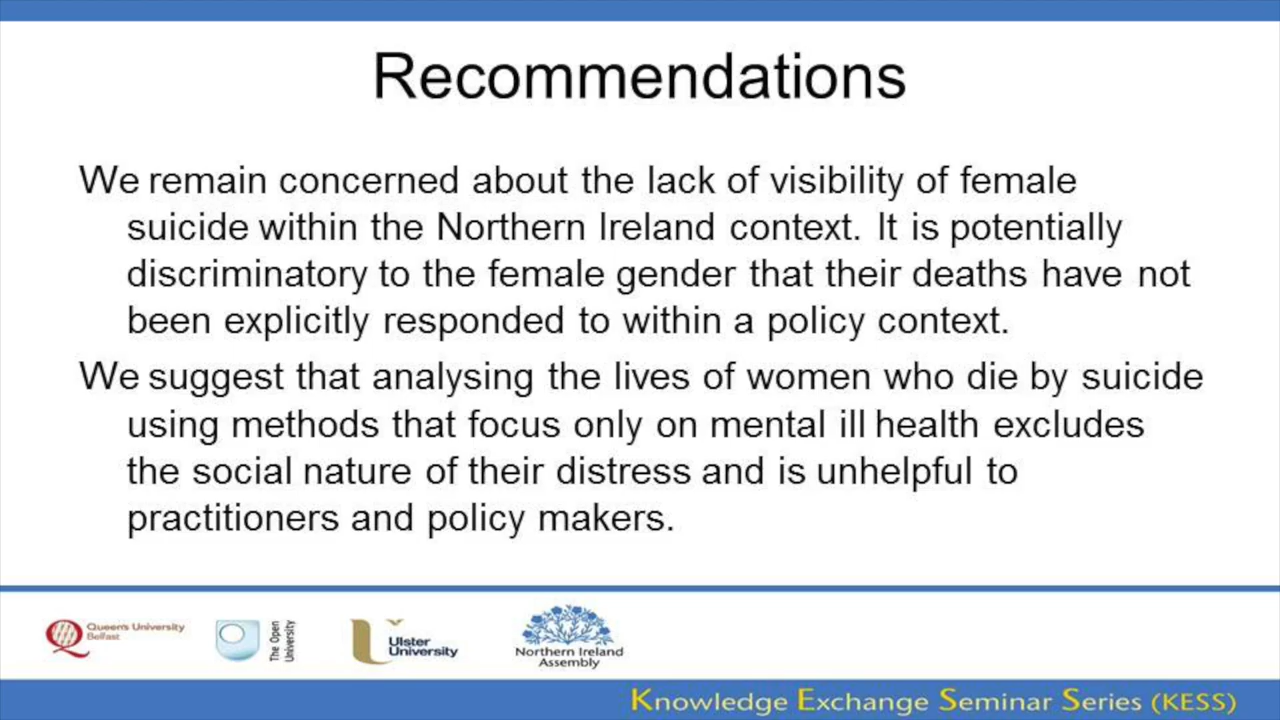 Recommendations
We remain concerned about the lack of visibility of female
suicide within the Northern Ireland context. It is potentially
discriminatory to the female gender that their deaths have not
been explicitly responded to within a policy context.
We suggest that analysing the lives of women who die by suicide
using methods that focus only on mental ill health excludes
the social nature of their distress and is unhelpful to
practitioners and policy makers.
Queen's University
Belfast
The Open
University
Ulster
University
Northern Ireland
Assembly
Knowledge Exchange Seminar Series (KESS)